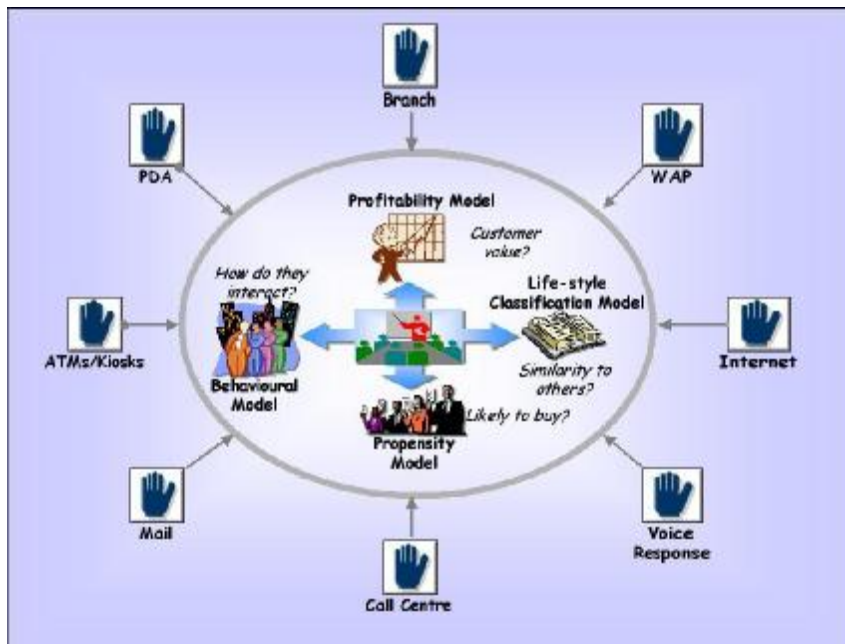 Branch
PDA
WAP
Profitability Model
Customer
value?
How do they
interact?
Life-style
Classification Model
ATMs/Kiosks
Internet
Behavioural
Model
Similarity to
others?
Likely to buy?
Propensity
Model
Mail
Voice
Response
Call Centre